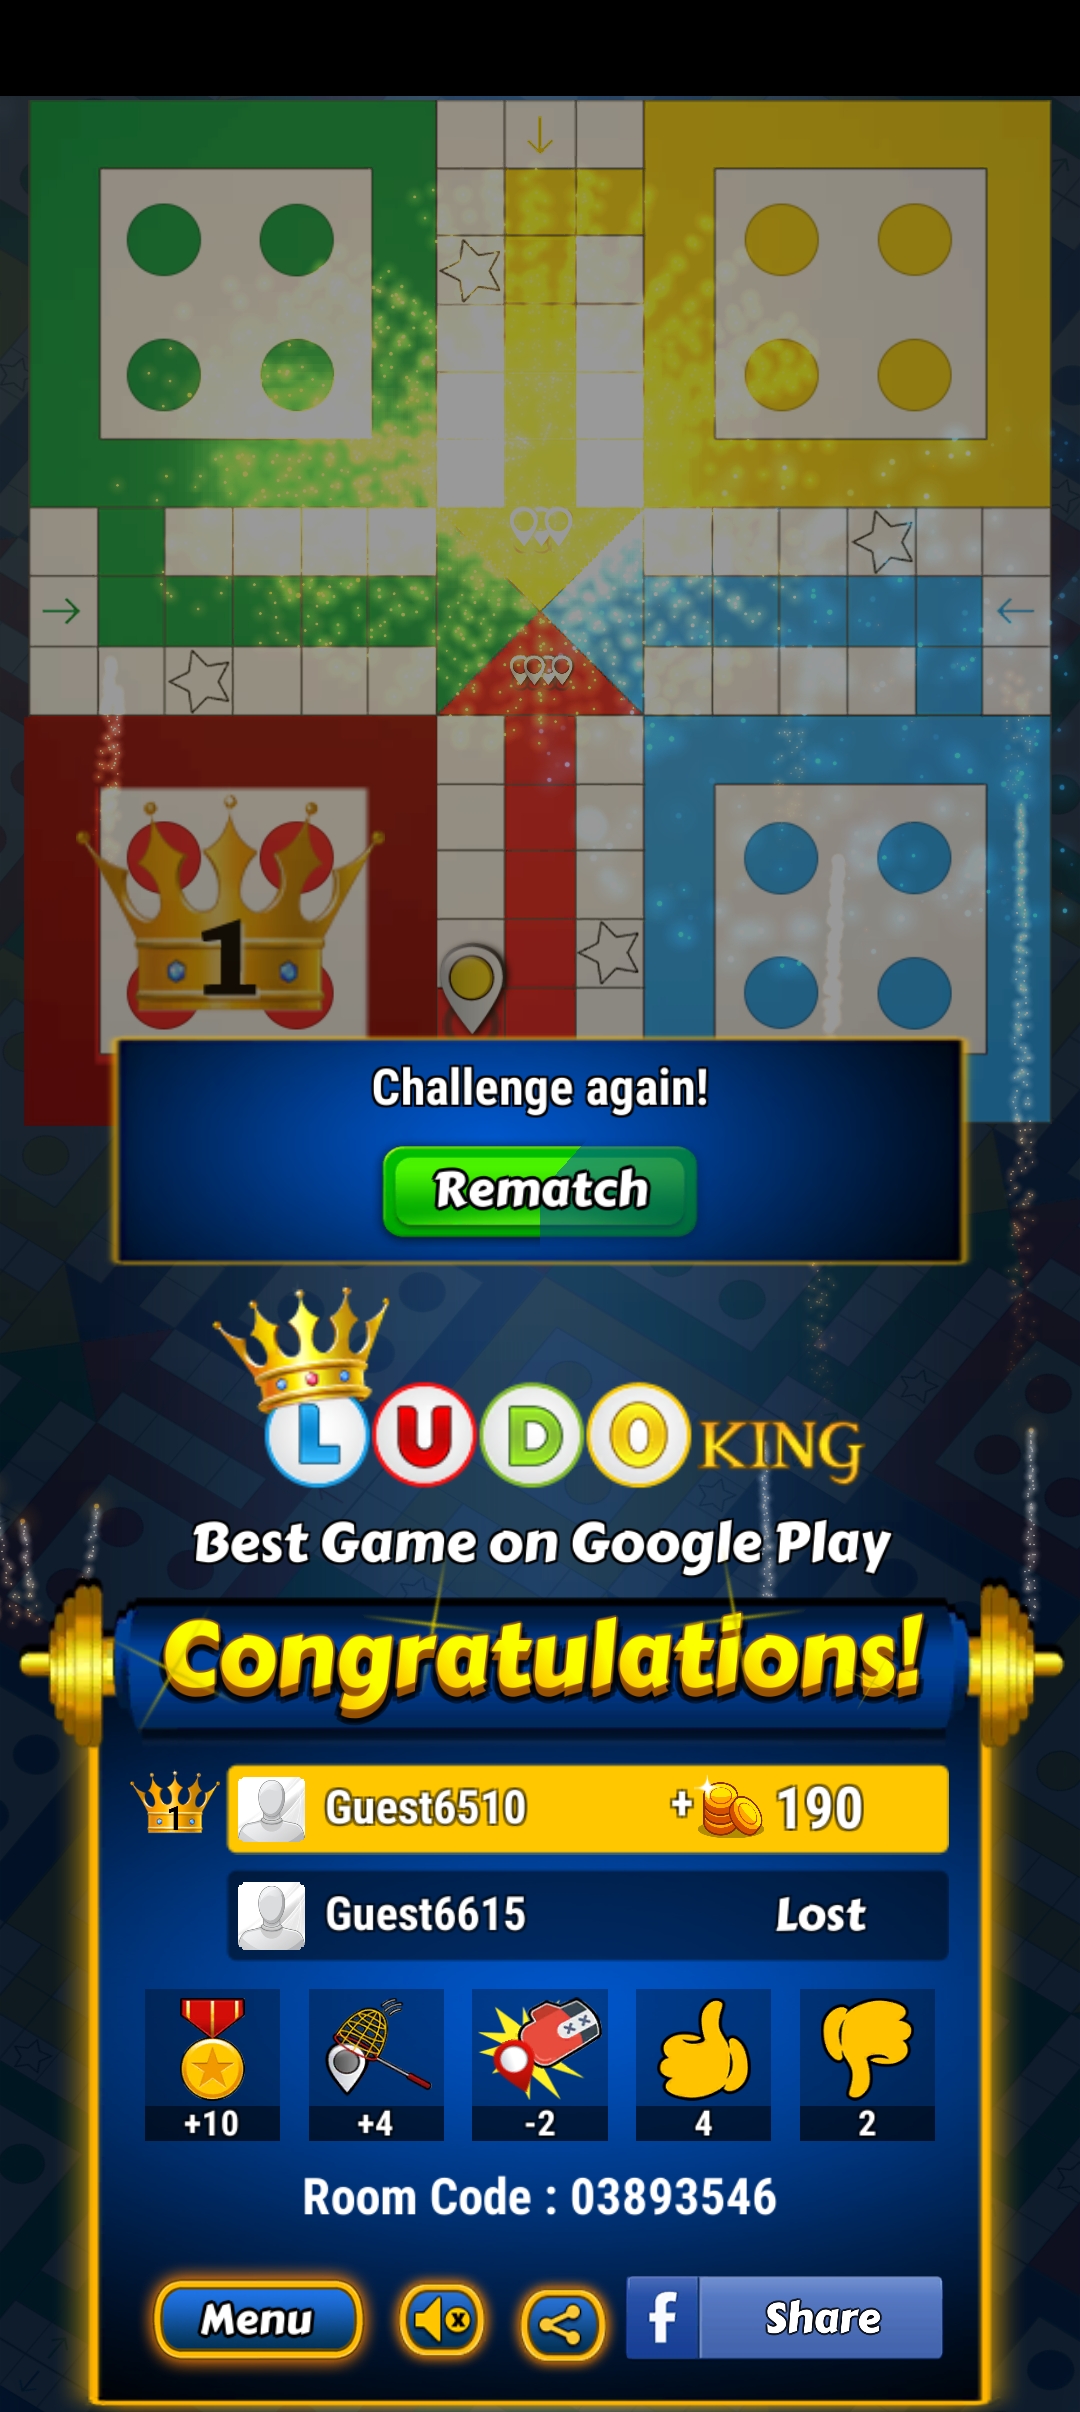 1
Challenge again!
Rematch
LUDO KING
Best Game on Google Play
Congratulations!
1 Guest6510 + 190
Guest6615 Lost
+10 +4 -2 4 2
Room Code : 03893546
Menu x f Share